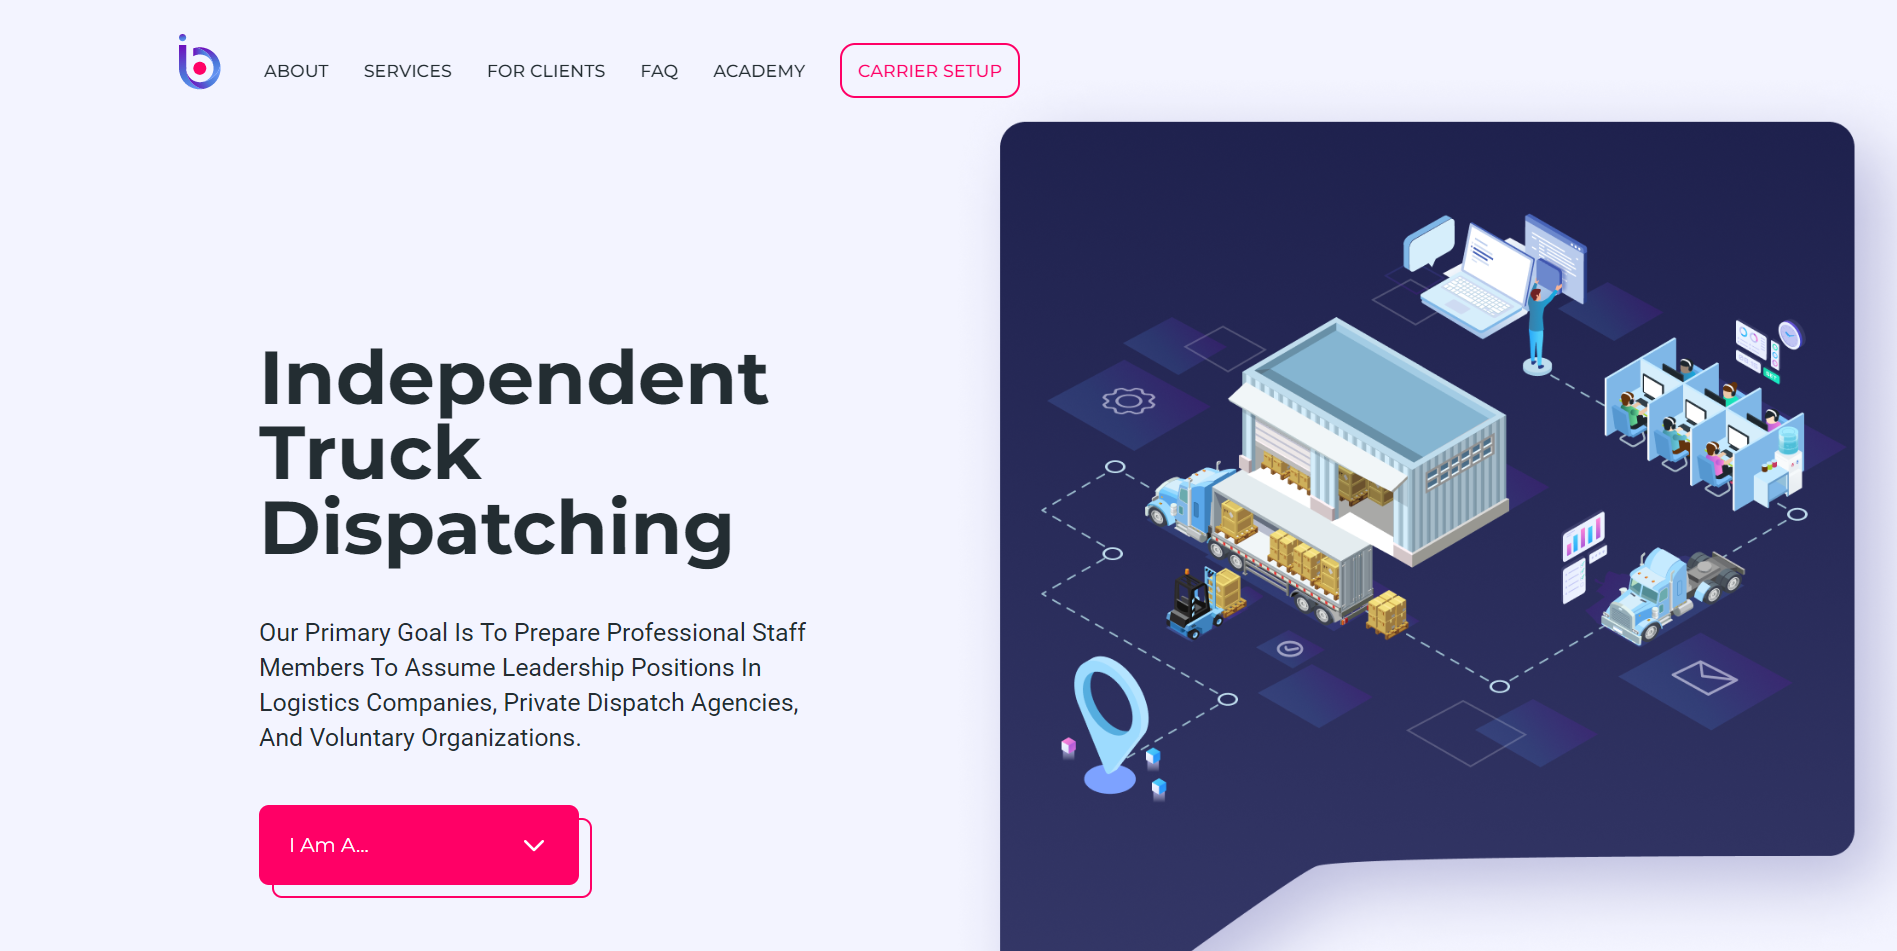 ABOUT SERVICES FOR CLIENTS FAQ ACADEMY CARRIER SETUP
Independent
Truck
Dispatching
Our Primary Goal Is To Prepare Professional Staff
Members To Assume Leadership Positions In
Logistics Companies, Private Dispatch Agencies,
And Voluntary Organizations.
I Am A...